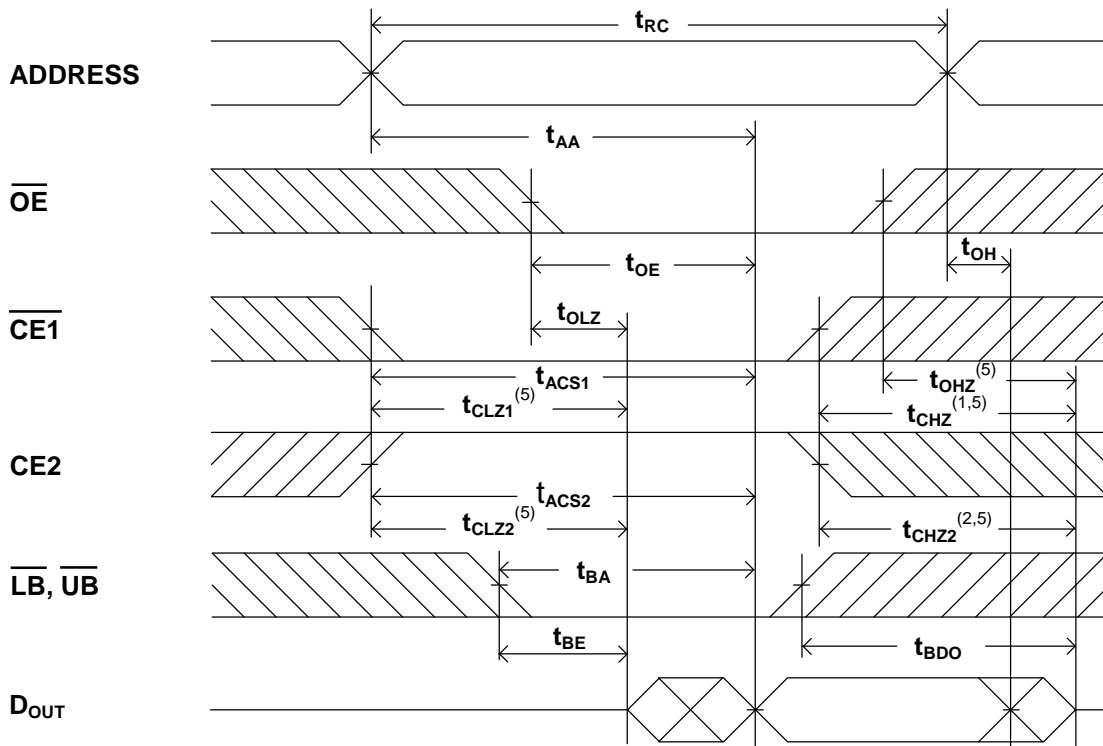 tRC
ADDRESS
tAA
OE
tOH
tOE
CE1
tOLZ
tACS1
tOHZ(5)
tCLZ1(5)
tCHZ(1,5)
CE2
tACS2
tCLZ2(5)
tCHZ2(2,5)
LB, UB
tBA
tBE
tBDO
DOUT